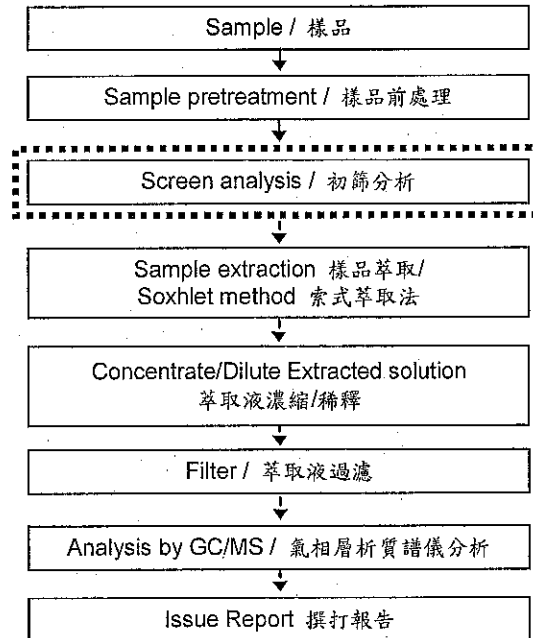 Sample / 樣品
Sample pretreatment / 樣品前處理
Screen analysis / 初篩分析
Sample extraction 樣品萃取/
Soxhlet method 索式萃取法
Concentrate/Dilute Extracted solution
萃取液濃縮/稀釋
Filter / 萃取液過濾
Analysis by GC/MS / 氣相層析質譜儀分析
Issue Report 撰打報告